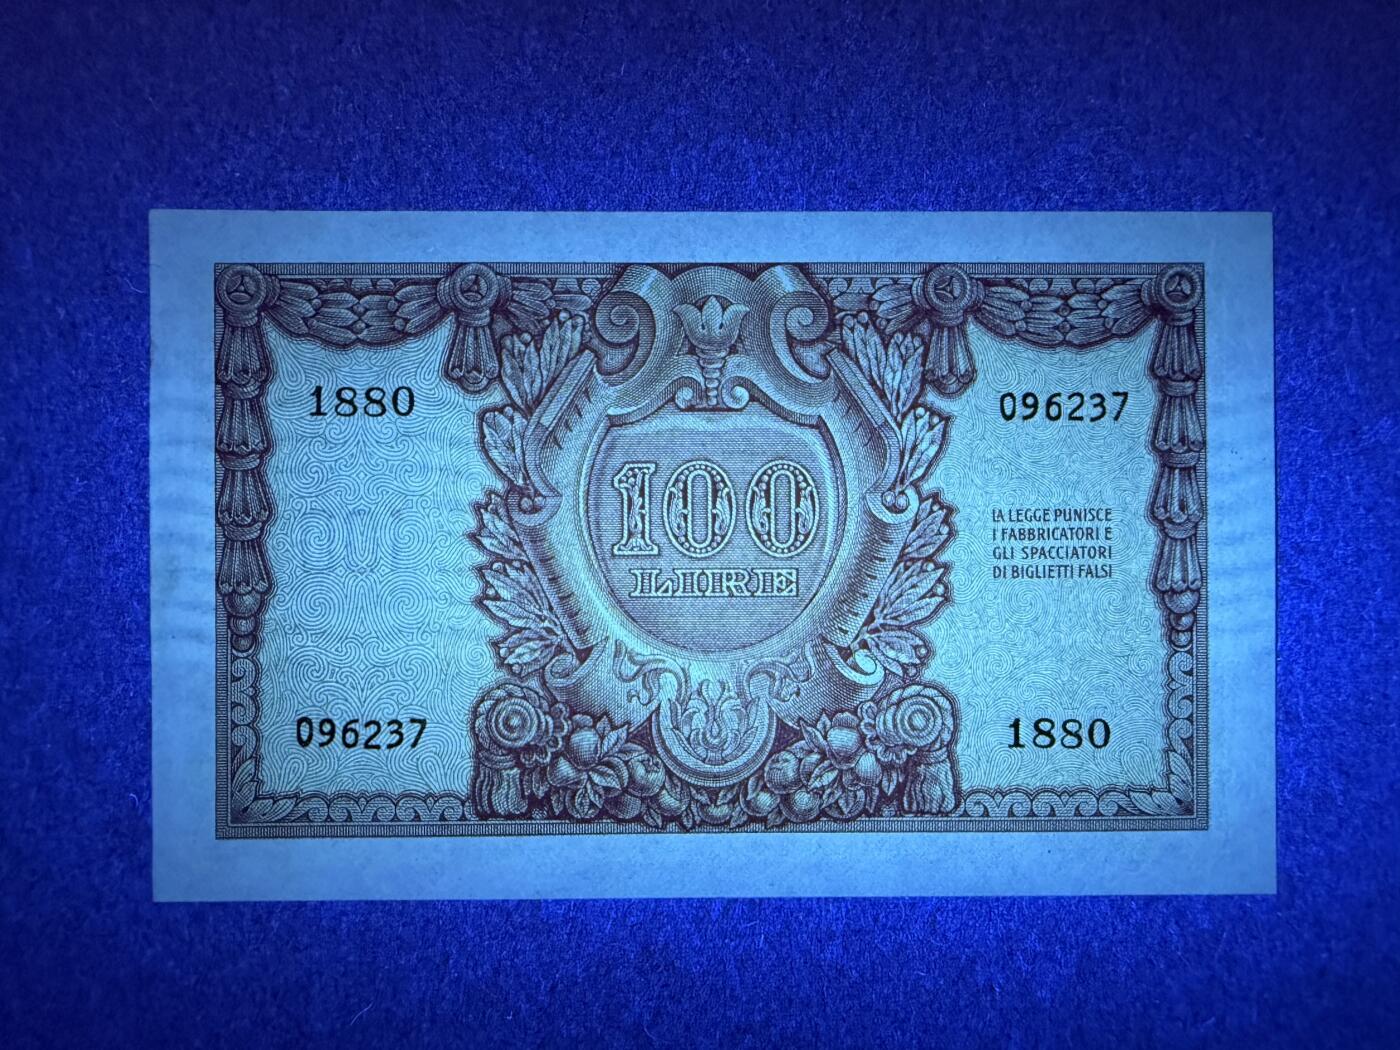 1880
096237
100
LIRE
LA LEGGE PUNISCE
I FABBRICATORI E
GLI SPACCIATORI
DI BIGLIETTI FALSI
096237
1880